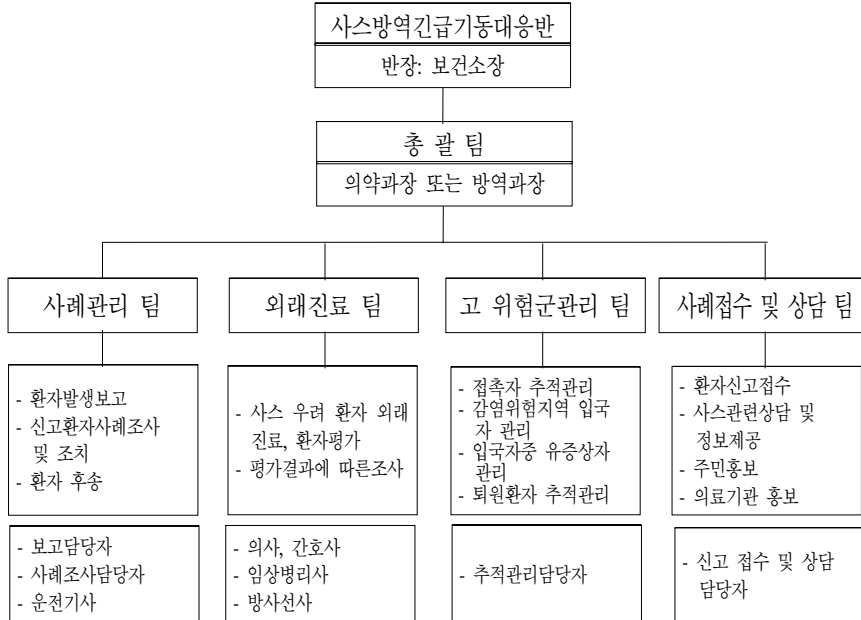 사스방역긴급기동대응반
반장: 보건소장
총 괄 팀
의약과장 또는 방역과장
사례관리 팀
외래진료 팀
고 위험군관리 팀
사례접수 및 상담 팀
- 환자발생보고
- 신고환자사례조사
및 조치
- 환자 후송
- 사스 우려 환자 외래
진료, 환자평가
- 평가결과에 따른조사
- 접촉자 추적관리
- 감염위험지역 입국
자 관리
- 입국자중 유증상자
관리
- 퇴원환자 추적관리
- 환자신고접수
- 사스관련상담 및
정보제공
- 주민홍보
- 의료기관 홍보
- 보고담당자
- 사례조사담당자
- 운전기사
- 의사, 간호사
- 임상병리사
- 방사선사
- 추적관리담당자
- 신고 접수 및 상담
담당자